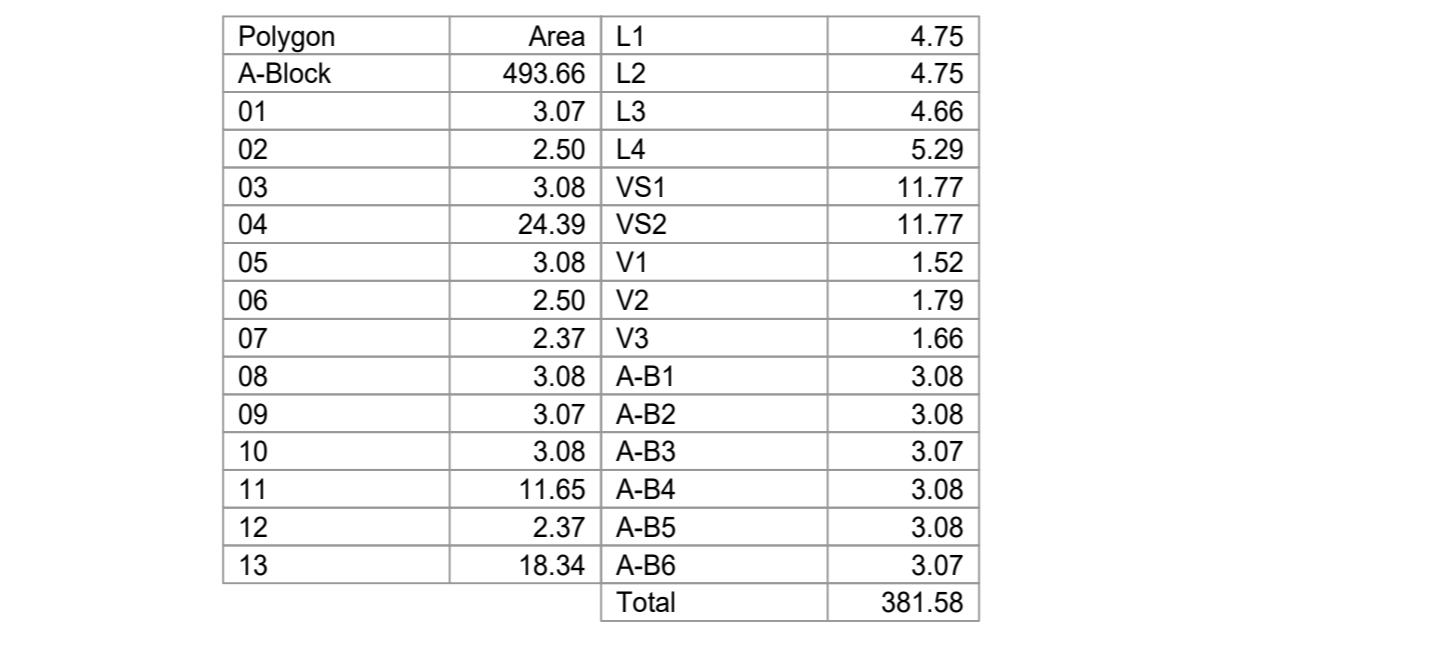 Polygon Area L1 4.75
A-Block 493.66 L2 4.75
01 3.07 L3 4.66
02 2.50 L4 5.29
03 3.08 VS1 11.77
04 24.39 VS2 11.77
05 3.08 V1 1.52
06 2.50 V2 1.79
07 2.37 V3 1.66
08 3.08 A-B1 3.08
09 3.07 A-B2 3.08
10 3.08 A-B3 3.07
11 11.65 A-B4 3.08
12 2.37 A-B5 3.08
13 18.34 A-B6 3.07
Total 381.58